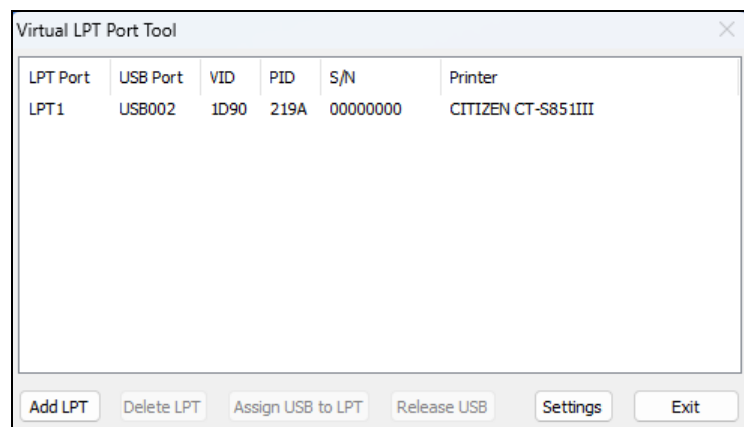 Virtual LPT Port Tool
LPT Port USB Port VID PID S/N Printer
LPT1 USB002 1D90 219A 00000000 CITIZEN CT-S851III
Add LPT Delete LPT Assign USB to LPT Release USB Settings Exit